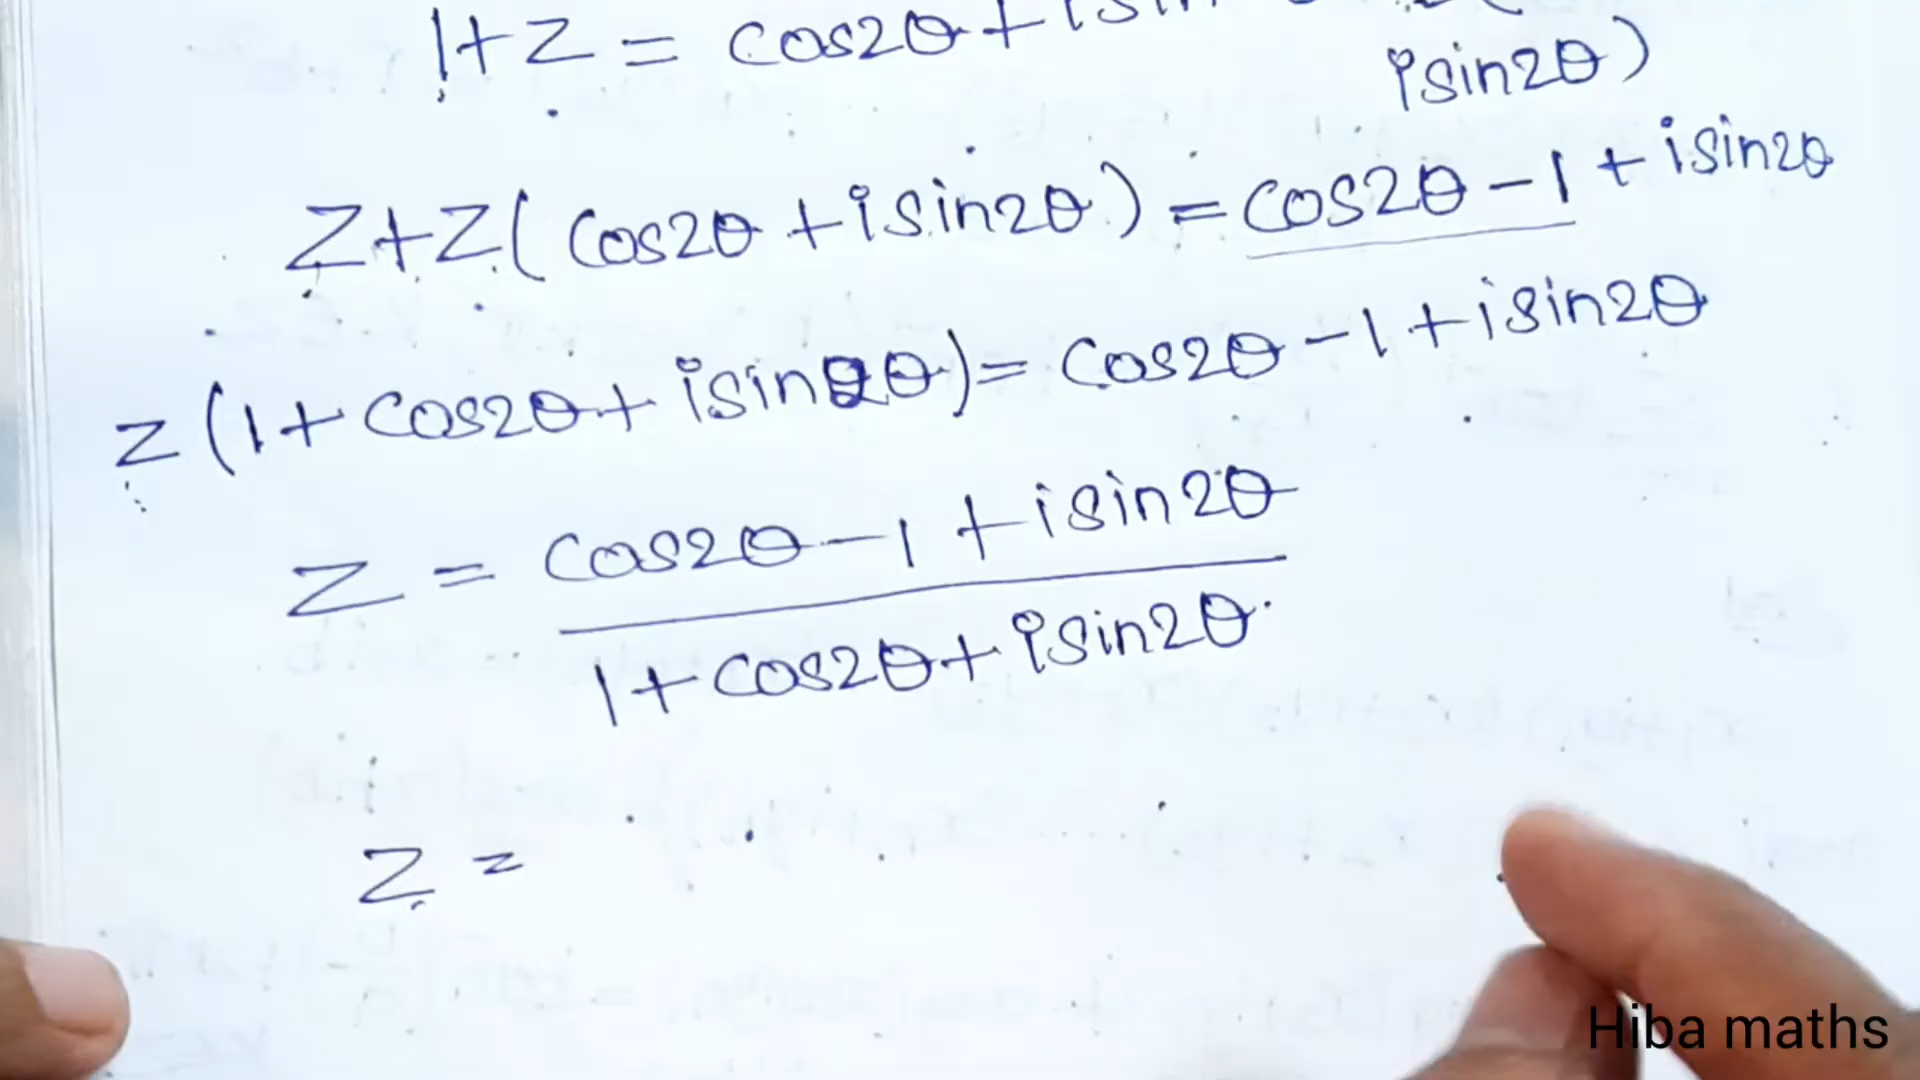 1+z = cos2θ+isin
isin2θ)
z+z(cos2θ+isin2θ)=cos2θ-1+isin2θ
z(1+cos2θ+isin2θ)=cos2θ-1+isin2θ
z = cos2θ-1+isin2θ
1+cos2θ+isin2θ
z =
Hiba maths